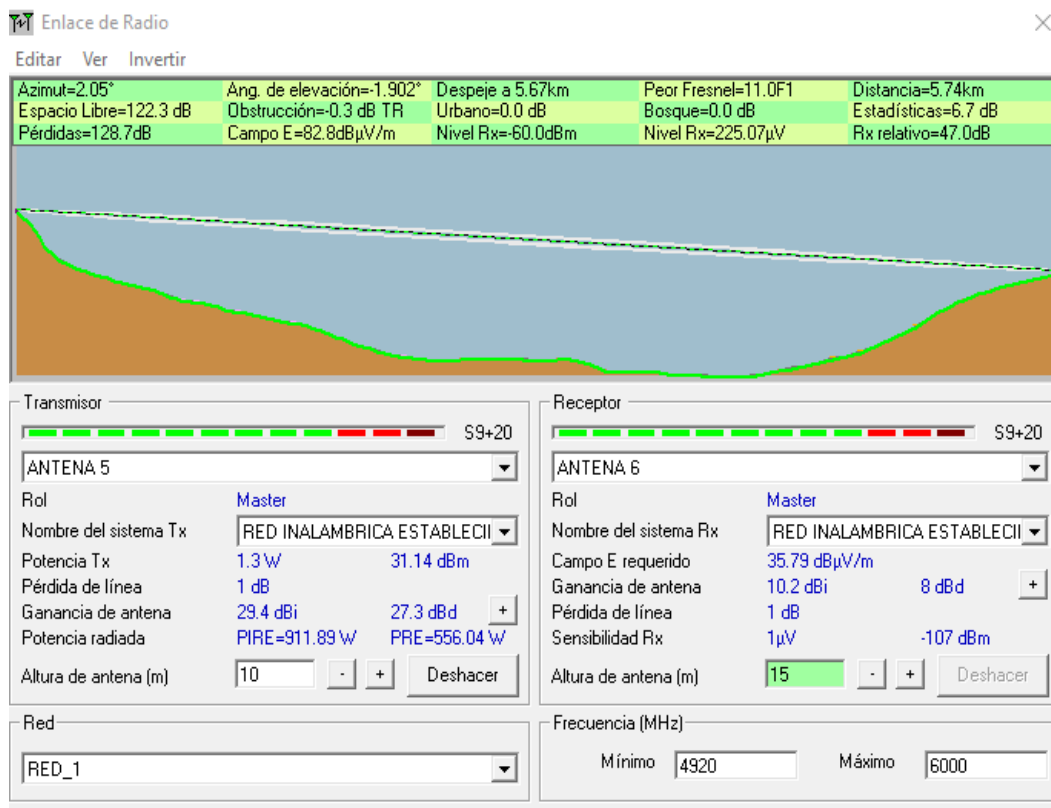 Enlace de Radio
Editar Ver Invertir
Azimut=2.05° Ang. de elevación=-1.902° Despeje a 5.67km Peor Fresnel=11.0F1 Distancia=5.74km
Espacio Libre=122.3 dB Obstrucción=-0.3 dB TR Urbano=0.0 dB Bosque=0.0 dB Estadísticas=6.7 dB
Pérdidas=128.7dB Campo E=82.8dBµV/m Nivel Rx=-60.0dBm Nivel Rx=225.07µV Rx relativo=47.0dB
Transmisor Receptor
S9+20 S9+20
ANTENA 5 ANTENA 6
Rol Master Rol Master
Nombre del sistema Tx RED INALAMBRICA ESTABLECII Nombre del sistema Rx RED INALAMBRICA ESTABLECII
Potencia Tx 1.3 W 31.14 dBm Campo E requerido 35.79 dBµV/m
Pérdida de línea 1 dB Ganancia de antena 10.2 dBi 8 dBd +
Ganancia de antena 29.4 dBi 27.3 dBd + Pérdida de línea 1 dB
Potencia radiada PIRE=911.89 W PRE=556.04 W Sensibilidad Rx 1µV -107 dBm
Altura de antena (m) 10 - + Deshacer Altura de antena (m) 15 - + Deshacer
Red Frecuencia (MHz)
RED_1 Mínimo 4920 Máximo 6000